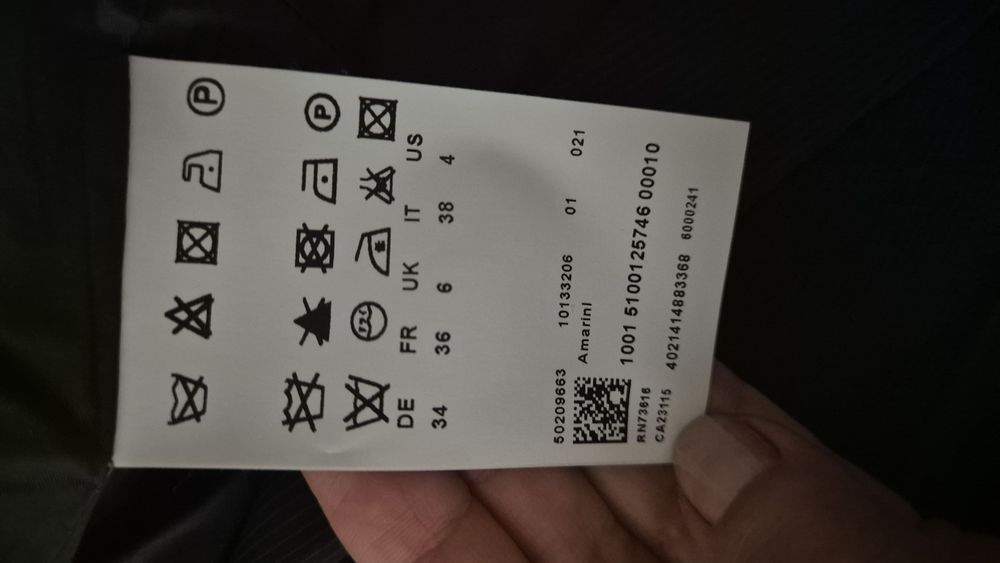 P
P
DE FR UK IT US
34 36 6 38 4
50209663 10133206 01 021
Amarini
1001 5100125746 00010
RN73616
CA23115 4021414883368 6000241